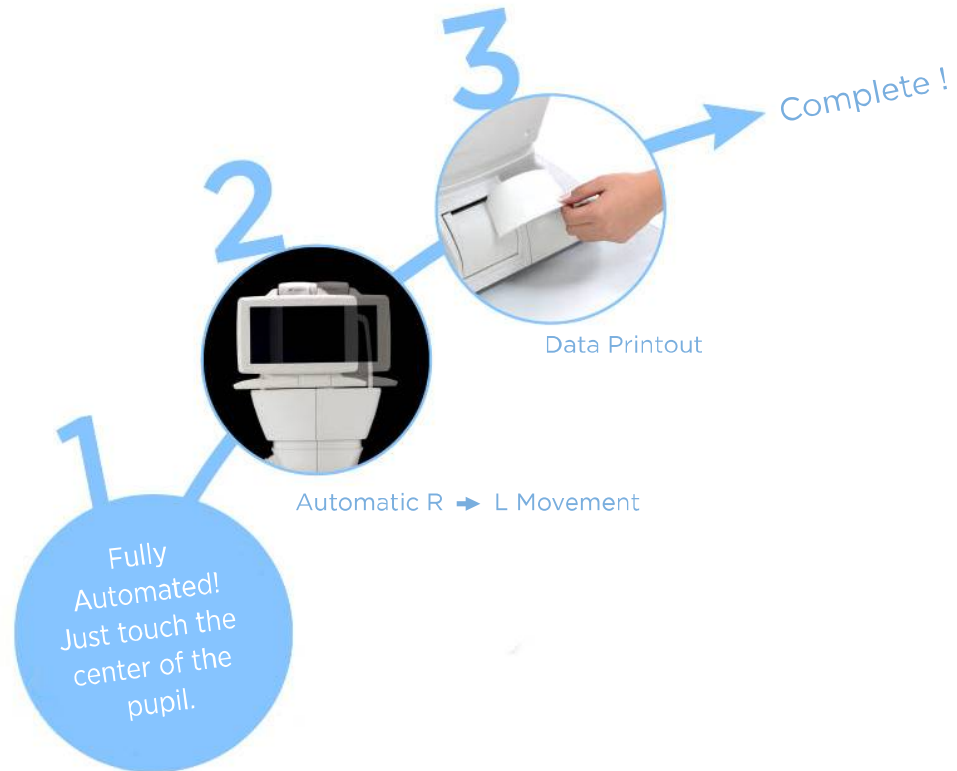 1
Fully
Automated!
Just touch the
center of the
pupil.
2
Automatic R → L Movement
3
Data Printout
Complete !